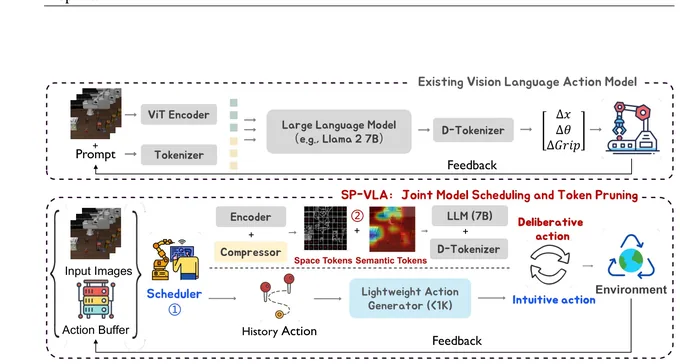 Existing Vision Language Action Model
ViT Encoder
+
Prompt
Tokenizer
Large Language Model
(e.g., Llama 2 7B)
D-Tokenizer
Δx
Δθ
ΔGrip
Feedback
SP-VLA: Joint Model Scheduling and Token Pruning
Input Images
Action Buffer
Scheduler
①
Encoder
+
Compressor
②
+
Space Tokens Semantic Tokens
LLM (7B)
+
D-Tokenizer
Deliberative
action
History Action
Lightweight Action
Generator (<1K)
Intuitive action
Environment
Feedback